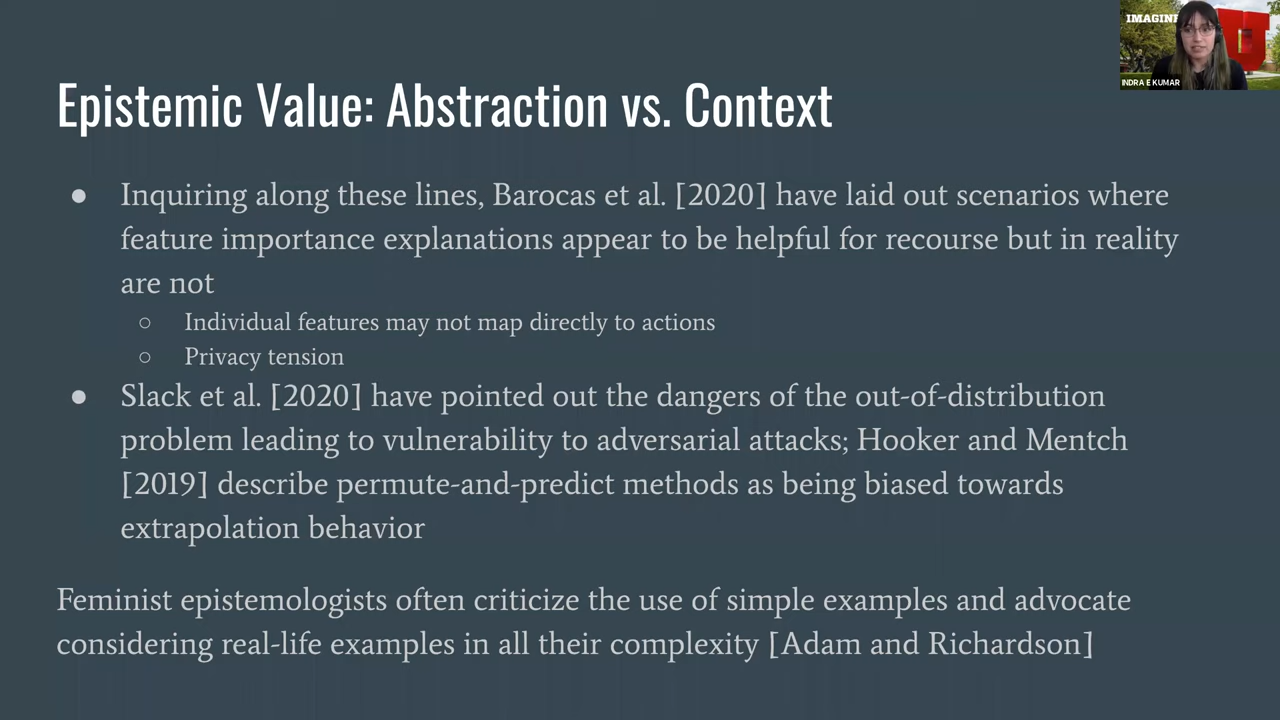 IMAGINE
INDRA E KUMAR
Epistemic Value: Abstraction vs. Context
● Inquiring along these lines, Barocas et al. [2020] have laid out scenarios where
feature importance explanations appear to be helpful for recourse but in reality
are not
○ Individual features may not map directly to actions
○ Privacy tension
● Slack et al. [2020] have pointed out the dangers of the out-of-distribution
problem leading to vulnerability to adversarial attacks; Hooker and Mentch
[2019] describe permute-and-predict methods as being biased towards
extrapolation behavior
Feminist epistemologists often criticize the use of simple examples and advocate
considering real-life examples in all their complexity [Adam and Richardson]